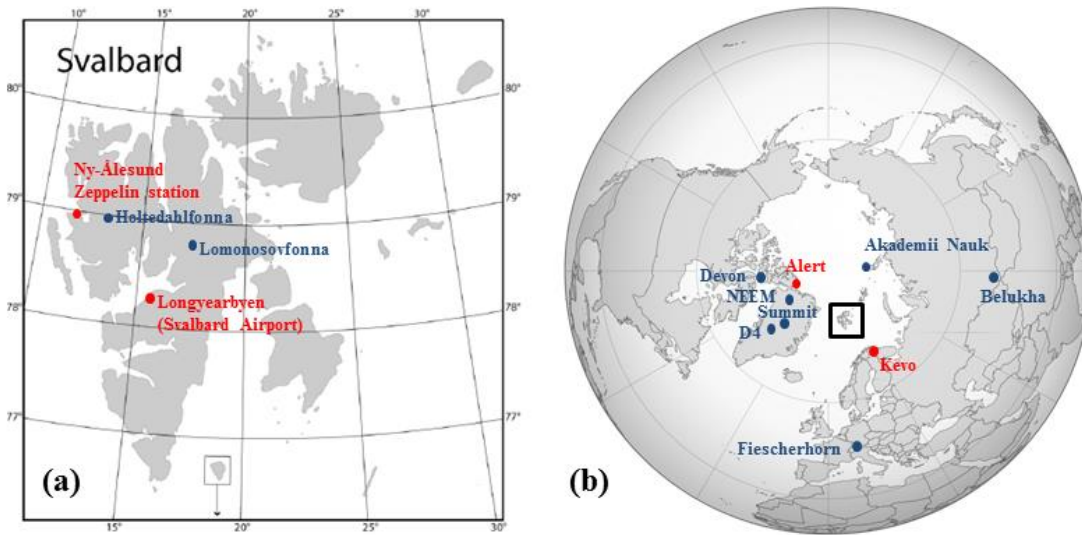 10° 15° 20° 25° 30°
Svalbard
80° 80°
Ny-Ålesund
Zeppelin station
79° 79°
Holtedahlfonna
Lomonosovfonna
78° 78°
Longyearbyen
(Svalbard Airport)
77° 77°
(a)
15° 20° 25° 30°
Akademii Nauk
Alert
Devon
NEEM
Belukha
Summit
D4
Kevo
Fiescherhorn
(b)